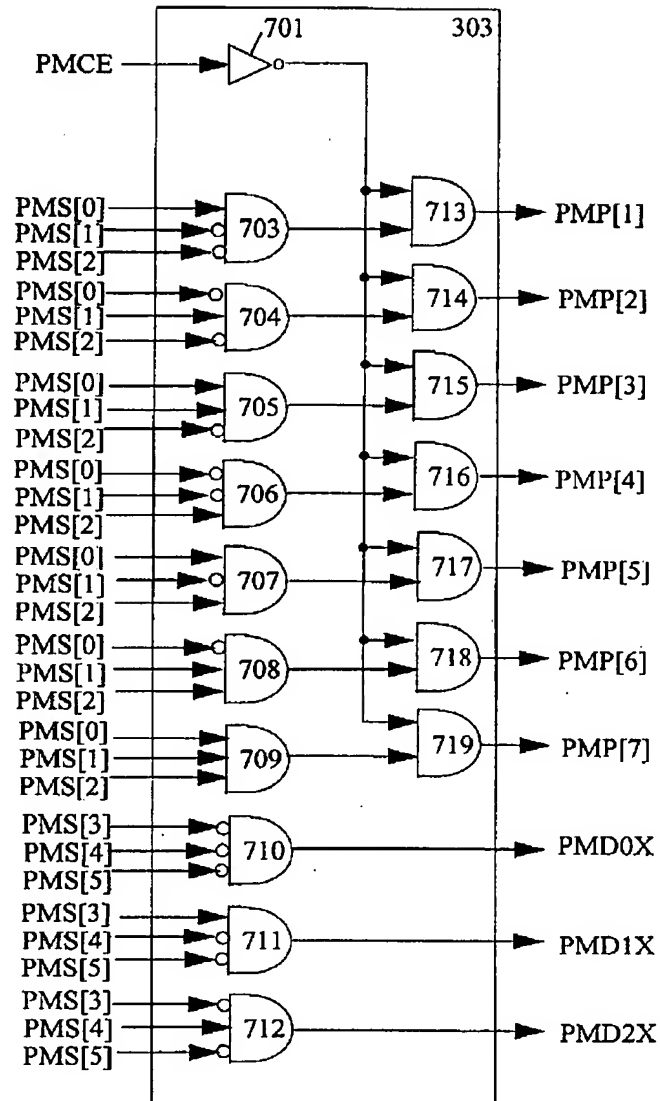 701
303
PMCE
PMS[0]
PMS[1]
PMS[2]
703
713
PMP[1]
PMS[0]
PMS[1]
PMS[2]
704
714
PMP[2]
PMS[0]
PMS[1]
PMS[2]
705
715
PMP[3]
PMS[0]
PMS[1]
PMS[2]
706
716
PMP[4]
PMS[0]
PMS[1]
PMS[2]
707
717
PMP[5]
PMS[0]
PMS[1]
PMS[2]
708
718
PMP[6]
PMS[0]
PMS[1]
PMS[2]
709
719
PMP[7]
PMS[3]
PMS[4]
PMS[5]
710
PMD0X
PMS[3]
PMS[4]
PMS[5]
711
PMD1X
PMS[3]
PMS[4]
PMS[5]
712
PMD2X